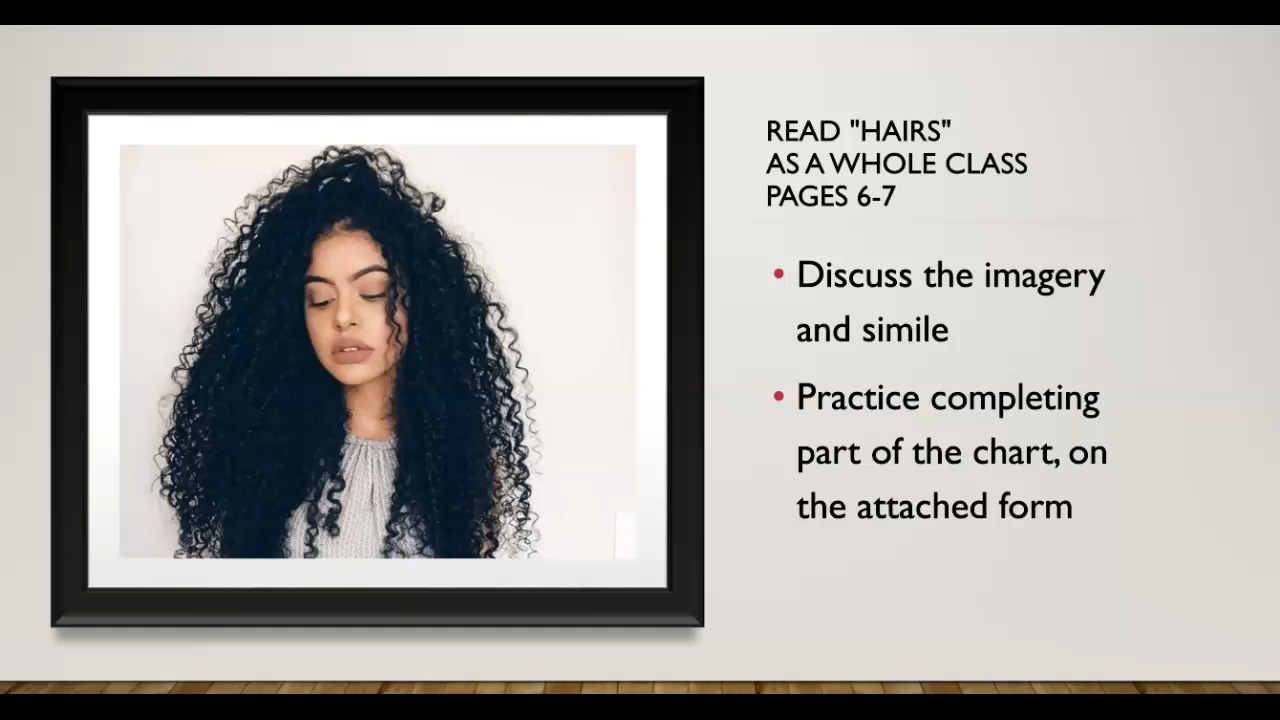 READ "HAIRS"
AS A WHOLE CLASS
PAGES 6-7
• Discuss the imagery
and simile
• Practice completing
part of the chart, on
the attached form